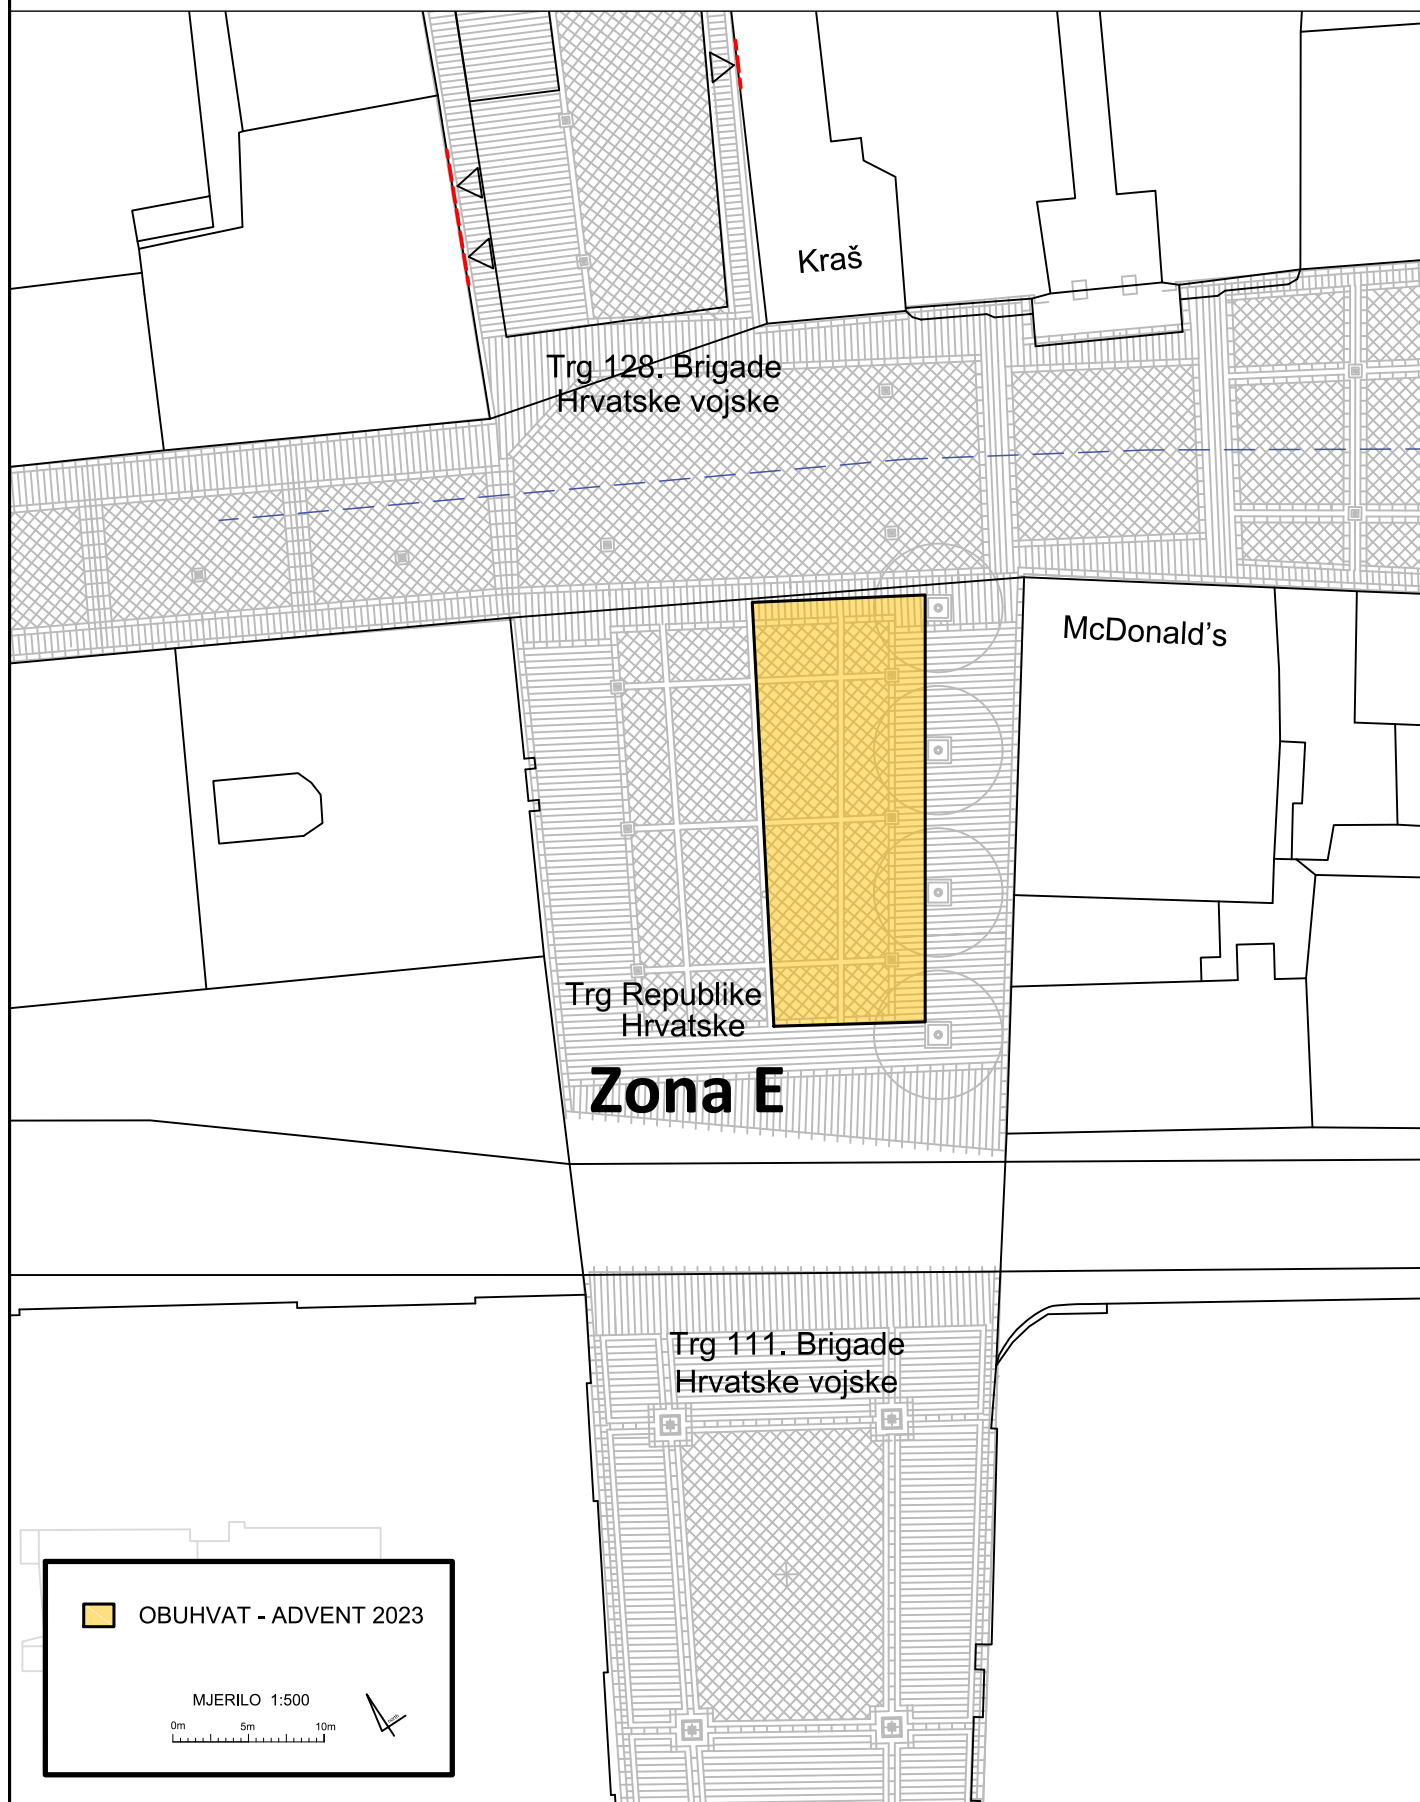 Kraš
Trg 128. Brigade
Hrvatske vojske
McDonald's
Trg Republike
Hrvatske
Zona E
Trg 111. Brigade
Hrvatske vojske
OBUHVAT - ADVENT 2023
MJERILO 1:500
0m 5m 10m
north